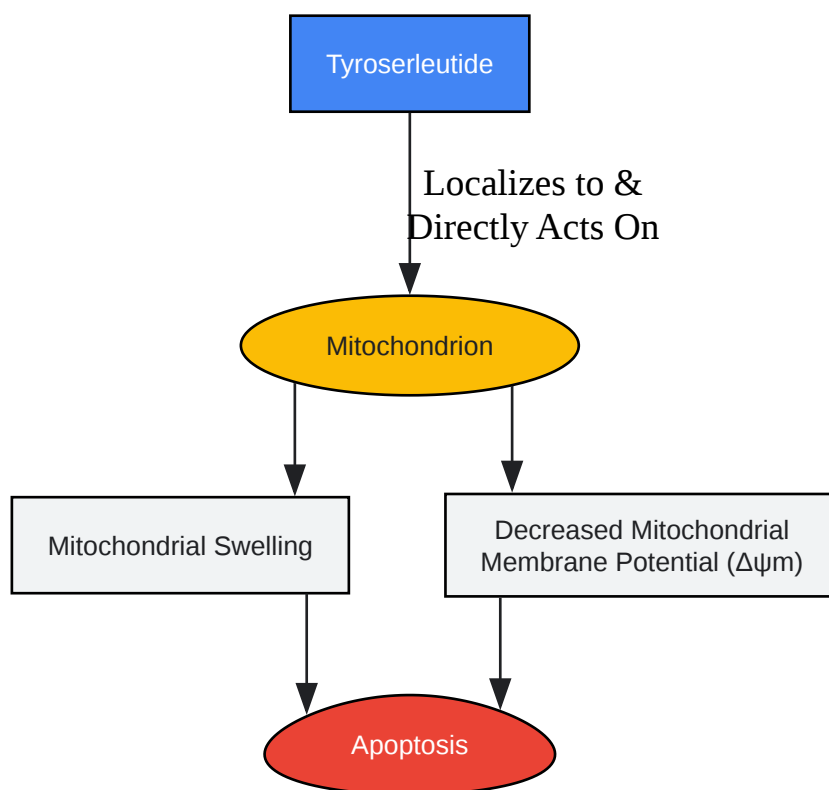 Tyroserleutide
Localizes to &
Directly Acts On
Mitochondrion
Mitochondrial Swelling
Decreased Mitochondrial
Membrane Potential (Δψm)
Apoptosis